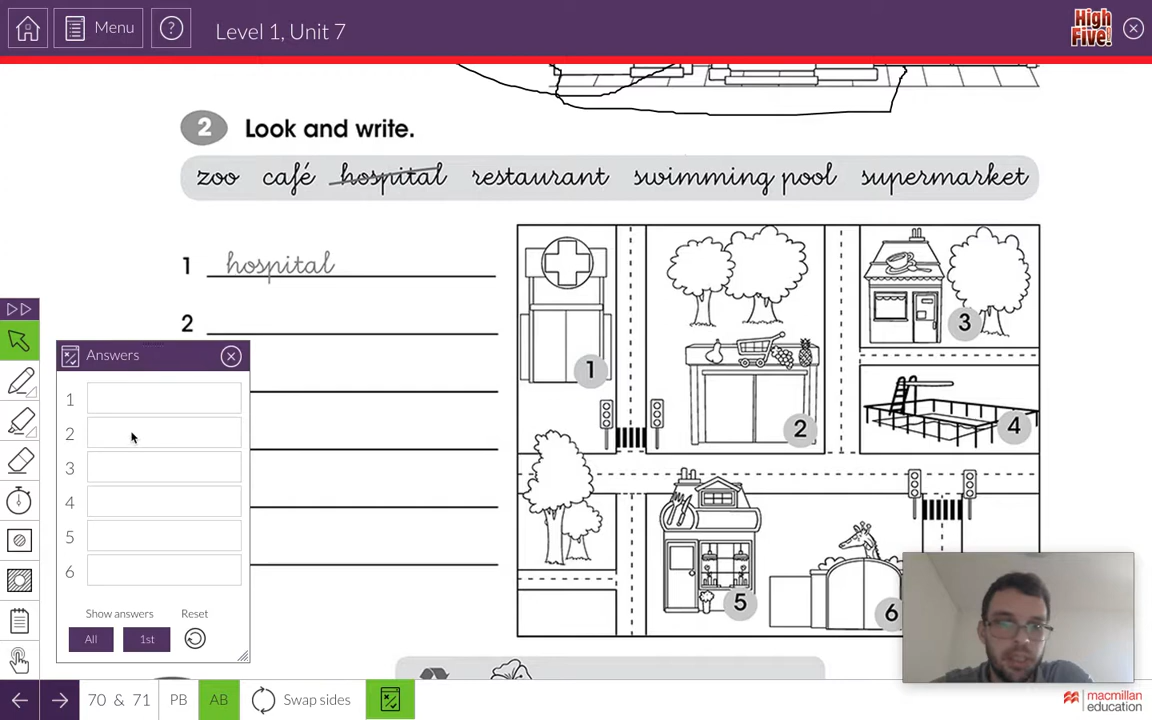 Menu
?
Level 1, Unit 7
High Five!
2 Look and write.
zoo café hospital restaurant swimming pool supermarket
1 hospital
2
1
2
3
4
5
6
Answers
1
2
3
4
5
6
Show answers
Reset
All
1st
70 & 71
PB
AB
Swap sides
macmillan
education